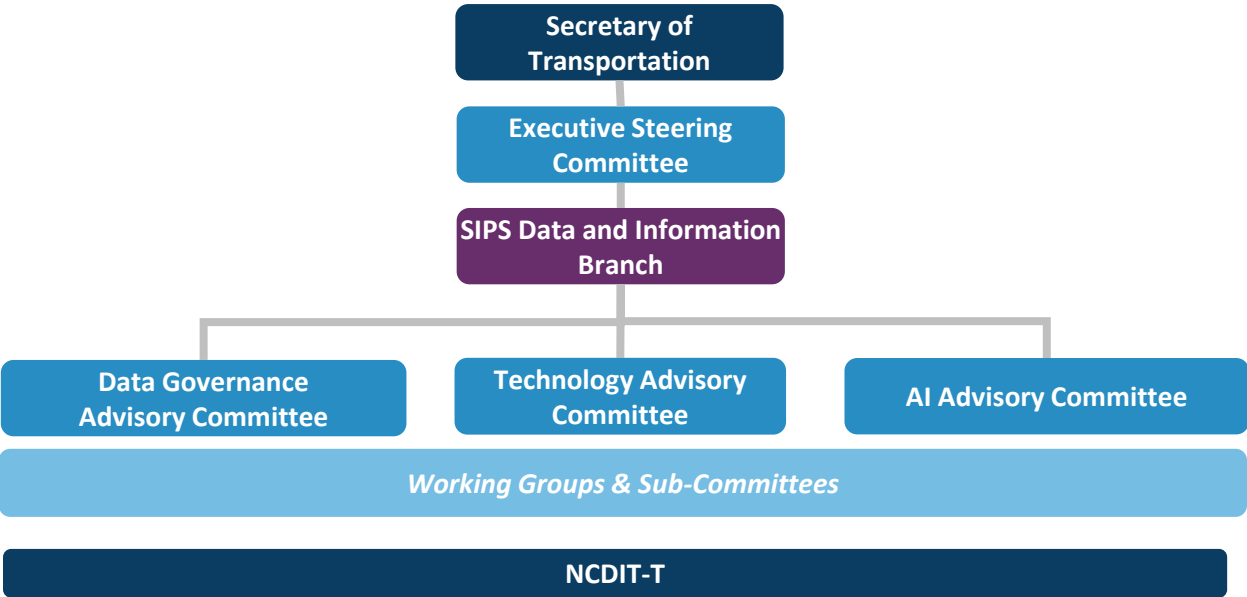 Secretary of
Transportation
Executive Steering
Committee
SIPS Data and Information
Branch
Data Governance
Advisory Committee
Technology Advisory
Committee
AI Advisory Committee
Working Groups & Sub-Committees
NCDIT-T